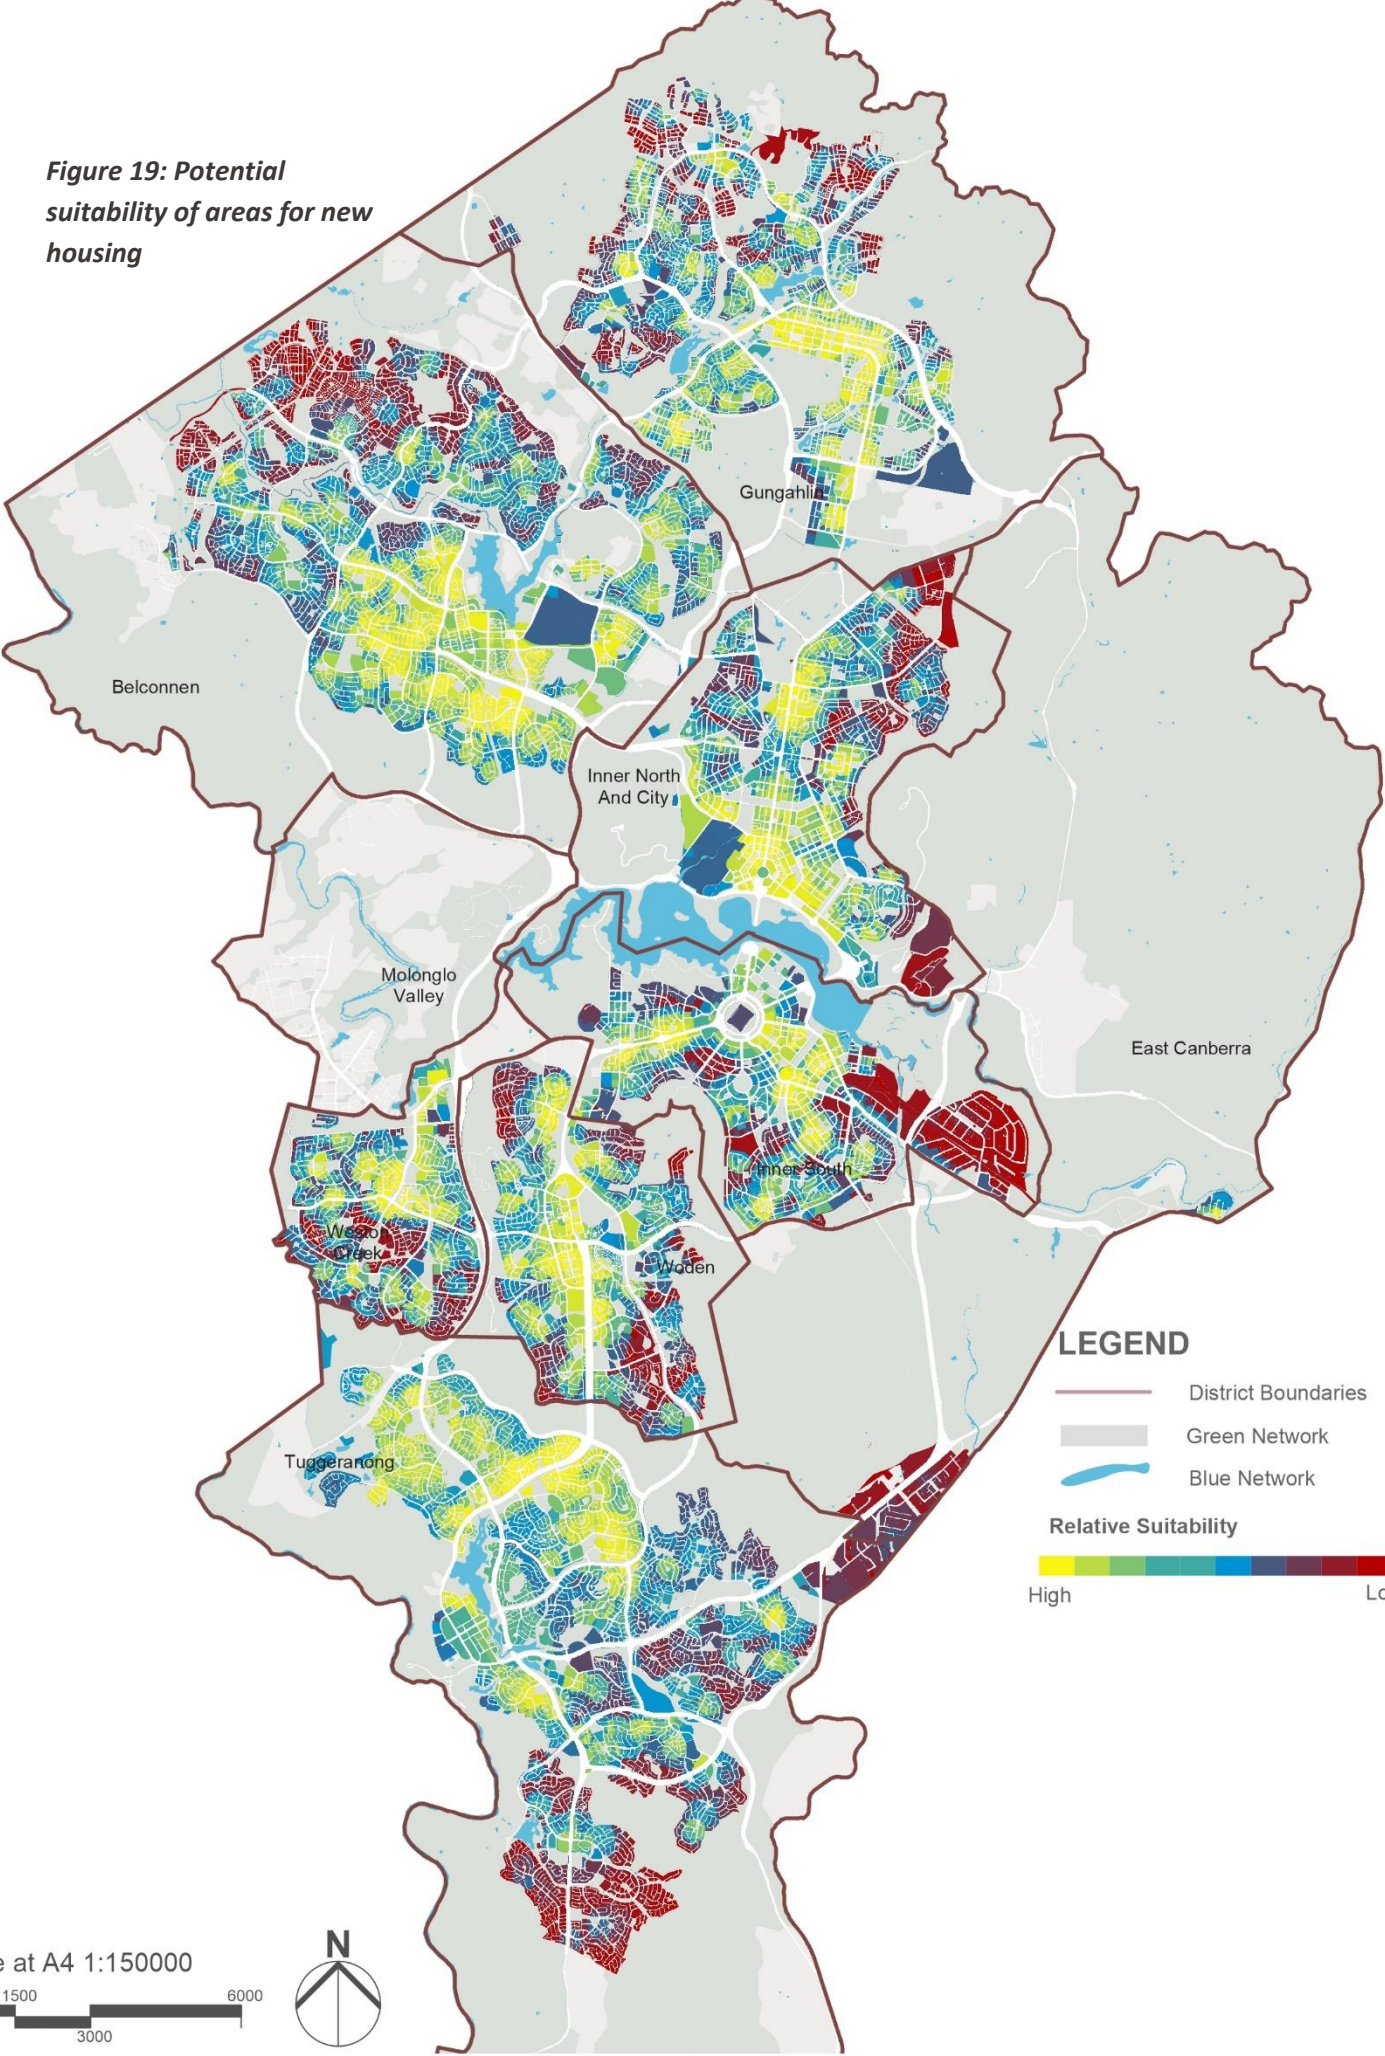 Figure 19: Potential
suitability of areas for new
housing
Gungahlin
Belconnen
Inner North
And City
Molonglo
Valley
East Canberra
Inner South
Weston
Creek
Woden
Tuggeranong
LEGEND
District Boundaries
Green Network
Blue Network
Relative Suitability
High
Lo
e at A4 1:150000
1500
6000
3000
N